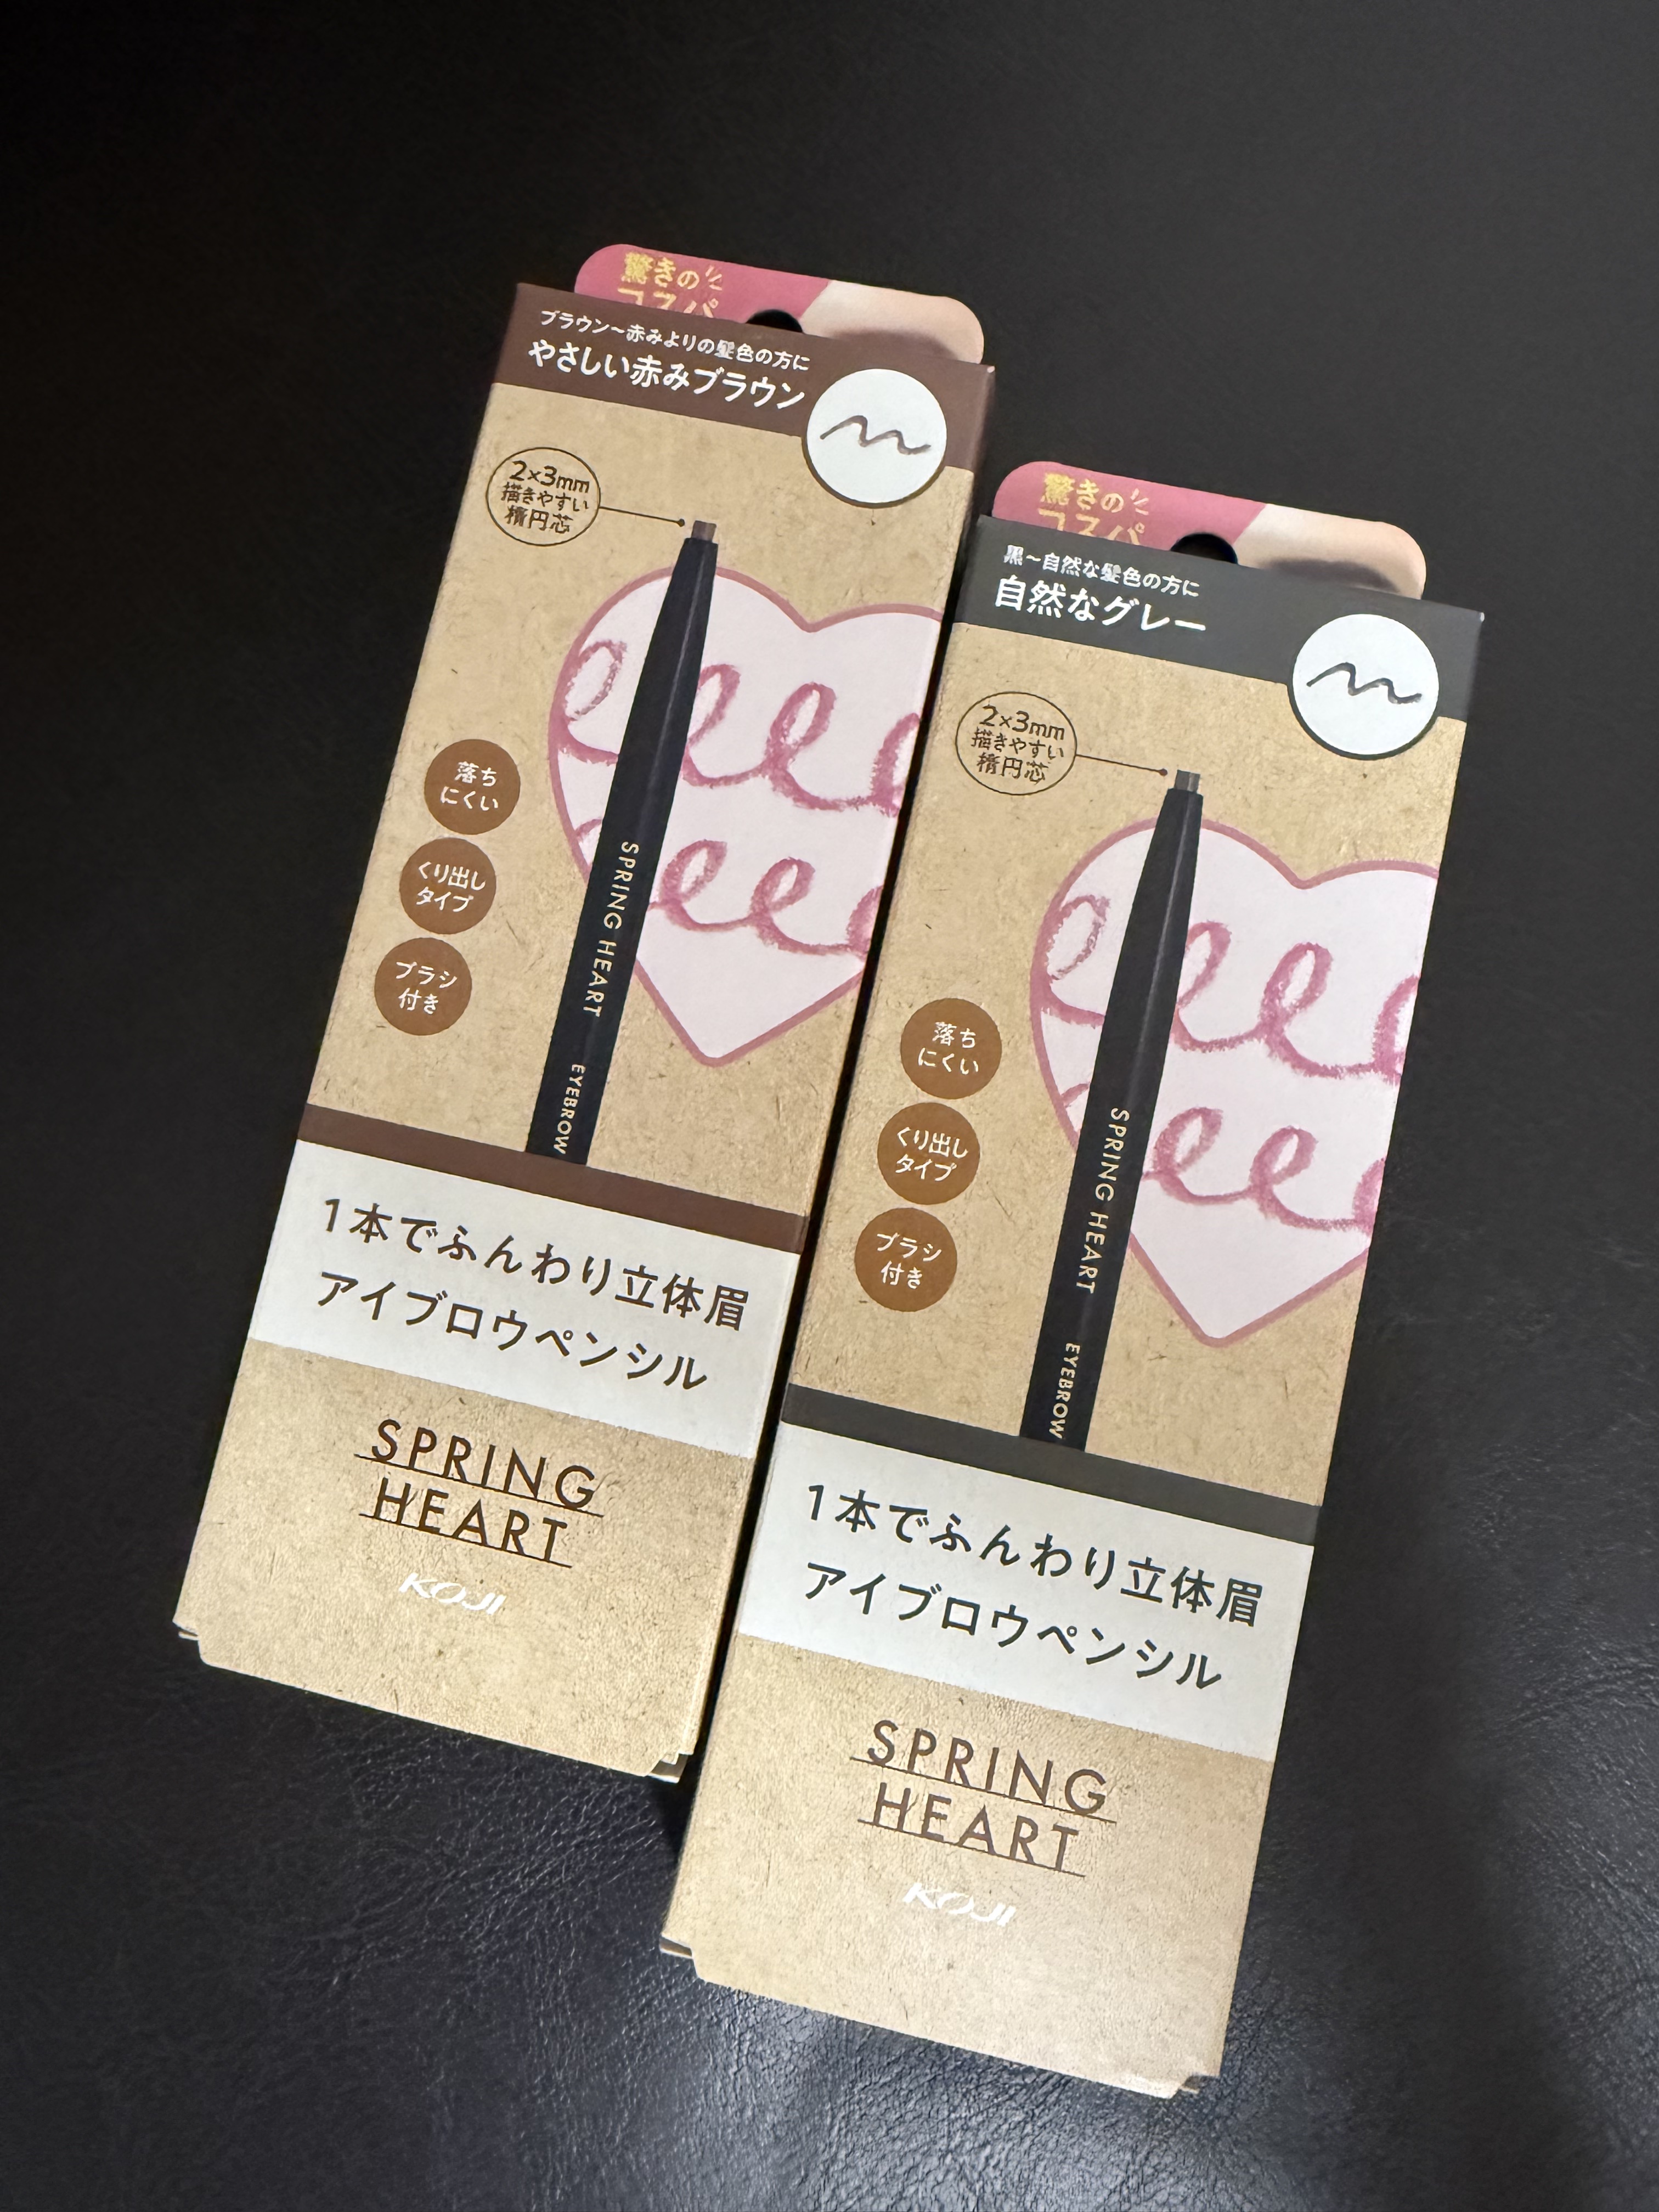 驚きの
コスパ
ブラウン~赤みよりの髪色の方に
やさしい赤みブラウン
2×3mm
描きやすい
楕円芯
落ち
にくい
くり出し
タイプ
ブラシ
付き
SPRING HEART EYEBROW
1本でふんわり立体眉
アイブロウペンシル
SPRING
HEART
KOJI
驚きの
コスパ
黒~自然な髪色の方に
自然なグレー
2×3mm
描きやすい
楕円芯
落ち
にくい
くり出し
タイプ
ブラシ
付き
SPRING HEART EYEBROW
1本でふんわり立体眉
アイブロウペンシル
SPRING
HEART
KOJI